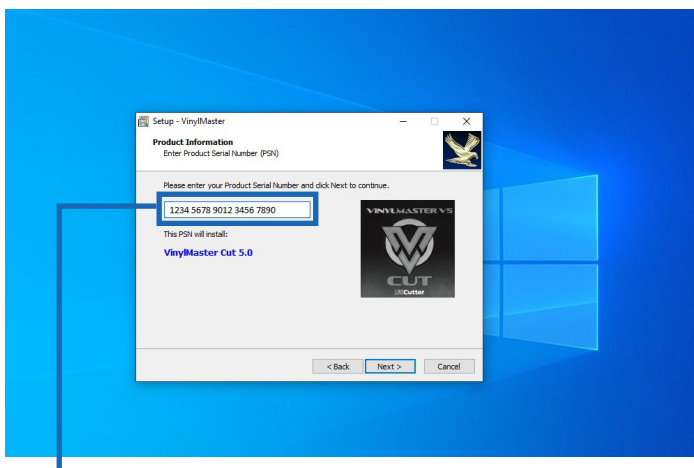 Setup - VinylMaster
Product Information
Enter Product Serial Number (PSN)
Please enter your Product Serial Number and click Next to continue.
1234 5678 9012 3456 7890
This PSN will install:
VinylMaster Cut 5.0
VINYLMASTER V5
CUT
USCutter
< Back
Next >
Cancel